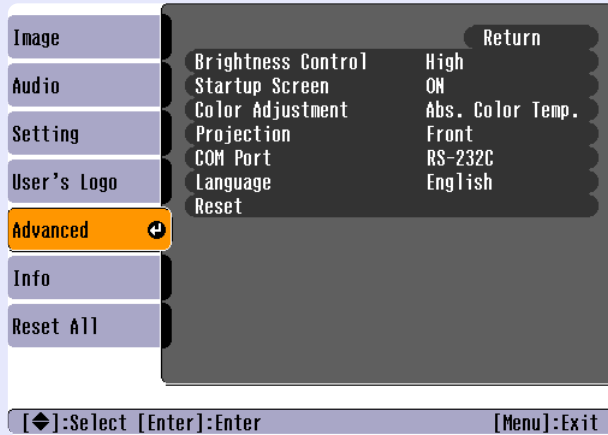 Image
Audio
Setting
User's Logo
Advanced
Info
Reset All
Return
Brightness Control High
Startup Screen ON
Color Adjustment Abs. Color Temp.
Projection Front
COM Port RS-232C
Language English
Reset
[◆]:Select [Enter]:Enter [Menu]:Exit